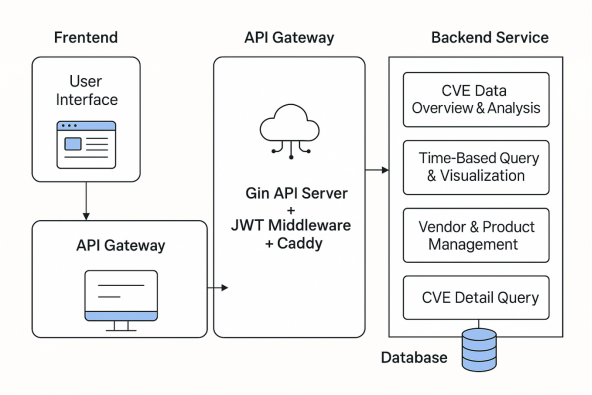 Frentend
API Gateway
Backend Service
User
Interface
API Gateway
Gin API Server
+
JWT Middleware
+ Caddy
CVE Data
Overview & Analysis
Time-Based Query
& Visualization
Vendor & Product
Management
CVE Detail Query
Database